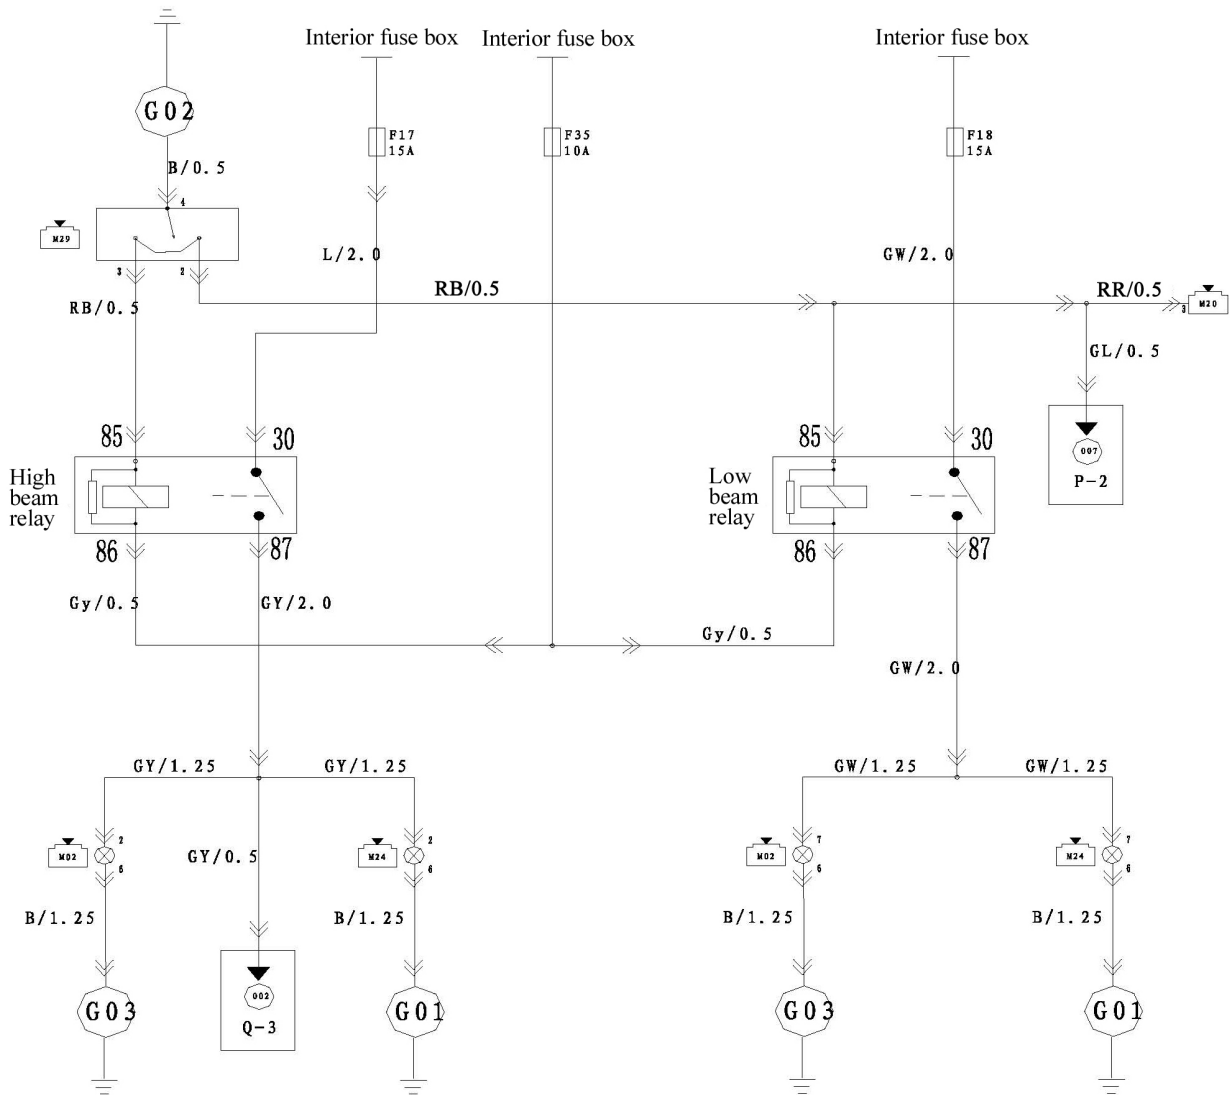 Interior fuse box
Interior fuse box
Interior fuse box
G02
F17
15A
F35
10A
F18
15A
B/0.5
4
M29
L/2.0
GW/2.0
3
2
RB/0.5
RB/0.5
RR/0.5
3
M20
GL/0.5
85
30
85
30
High
beam
relay
Low
beam
relay
007
P-2
86
87
86
87
Gy/0.5
GY/2.0
Gy/0.5
GW/2.0
GY/1.25
GY/1.25
GW/1.25
GW/1.25
2
M02
5
GY/0.5
2
M24
6
7
M02
6
7
M24
6
B/1.25
B/1.25
B/1.25
B/1.25
G03
002
Q-3
G01
G03
G01